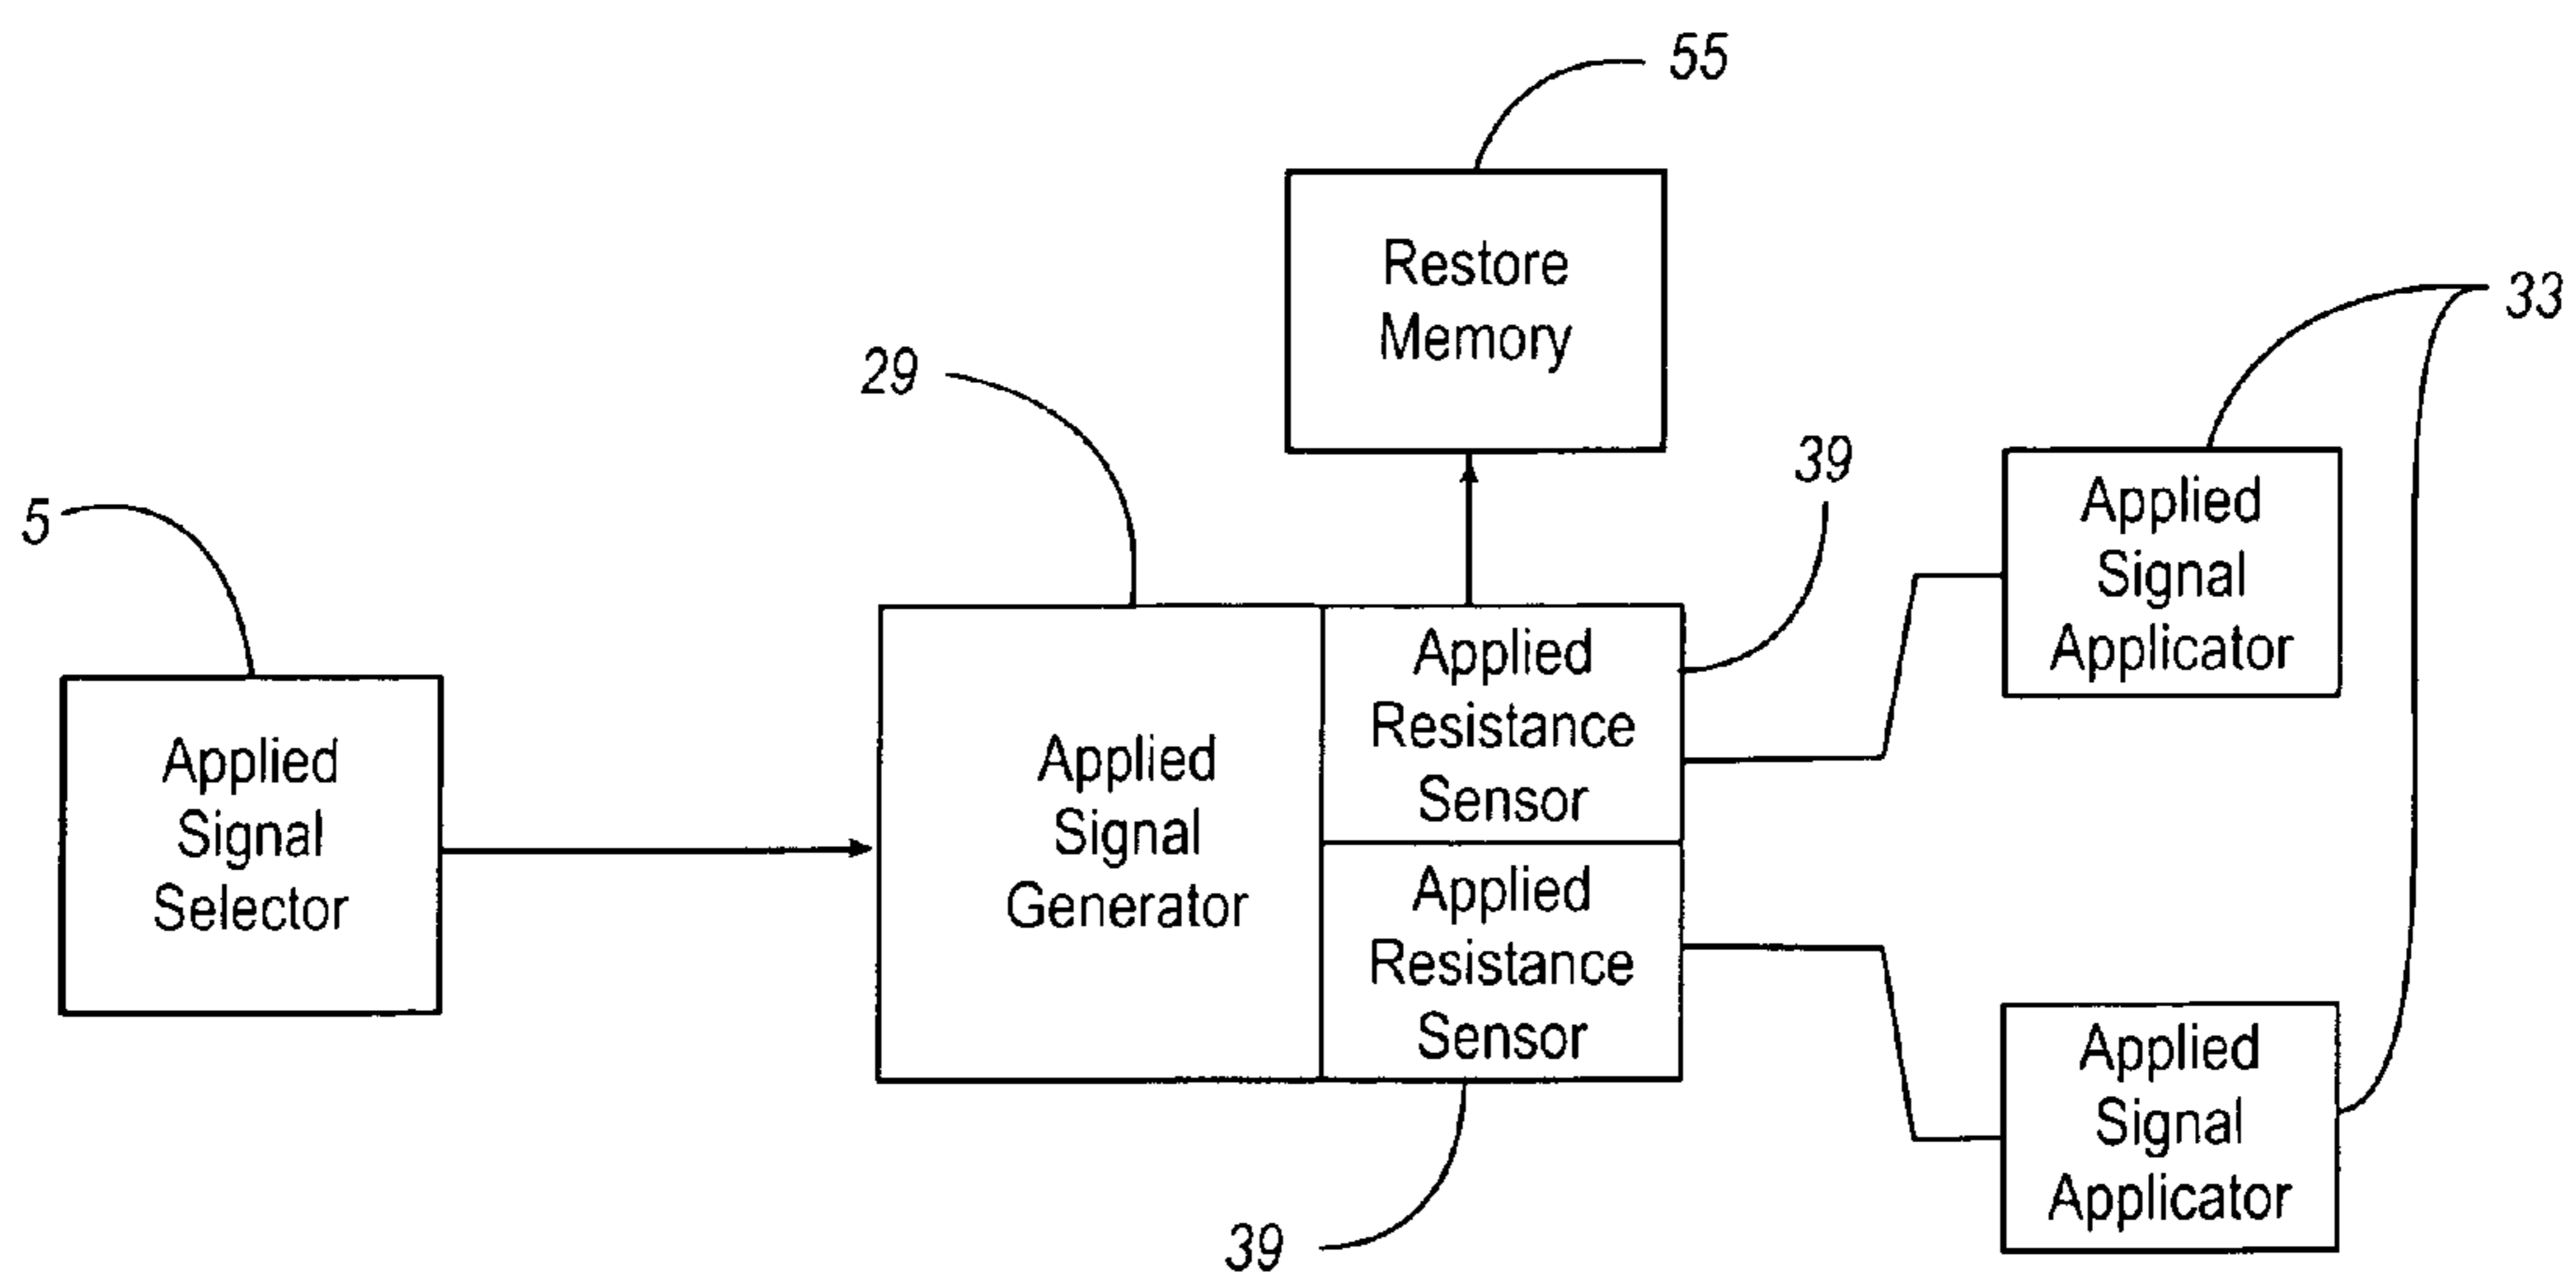 55
Restore
Memory
33
29
39
5
Applied
Signal
Applicator
Applied
Signal
Selector
Applied
Signal
Generator
Applied
Resistance
Sensor
Applied
Resistance
Sensor
Applied
Signal
Applicator
39